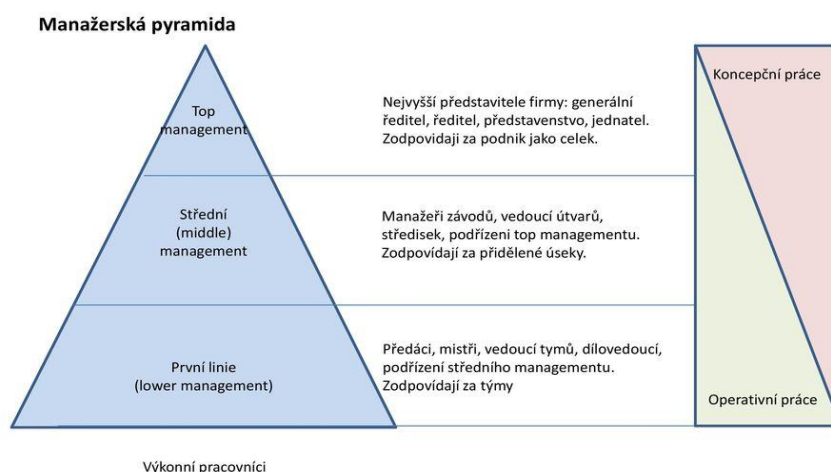 Manažerská pyramida
Top
management
Nejvyšší představitele firmy: generální
ředitel, ředitel, představenstvo, jednatel.
Zodpovidaji za podnik jako celek.
Koncepční práce
Střední
(middle)
management
Manažeři závodů, vedoucí útvarů,
středisek, podřízeni top managementu.
Zodpovídají za přidělené úseky.
První linie
(lower management)
Předáci, mistři, vedoucí tymů, dílovedoucí,
podřízení středního managementu.
Zodpovídají za týmy
Operativní práce
Výkonní pracovníci